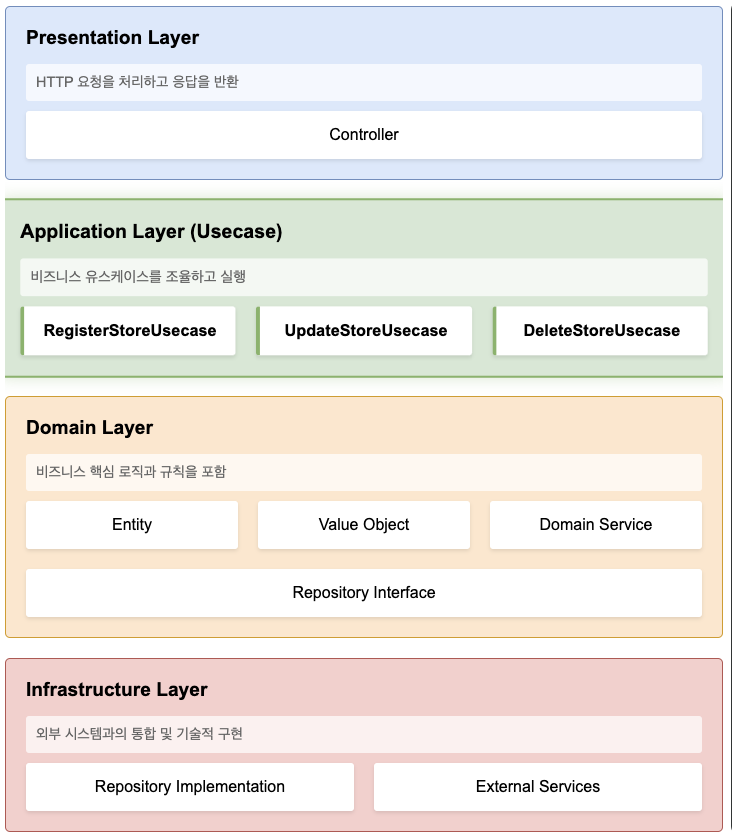 Presentation Layer
HTTP 요청을 처리하고 응답을 반환
Controller
Application Layer (Usecase)
비즈니스 유스케이스를 조율하고 실행
RegisterStoreUsecase
UpdateStoreUsecase
DeleteStoreUsecase
Domain Layer
비즈니스 핵심 로직과 규칙을 포함
Entity
Value Object
Domain Service
Repository Interface
Infrastructure Layer
외부 시스템과의 통합 및 기술적 구현
Repository Implementation
External Services